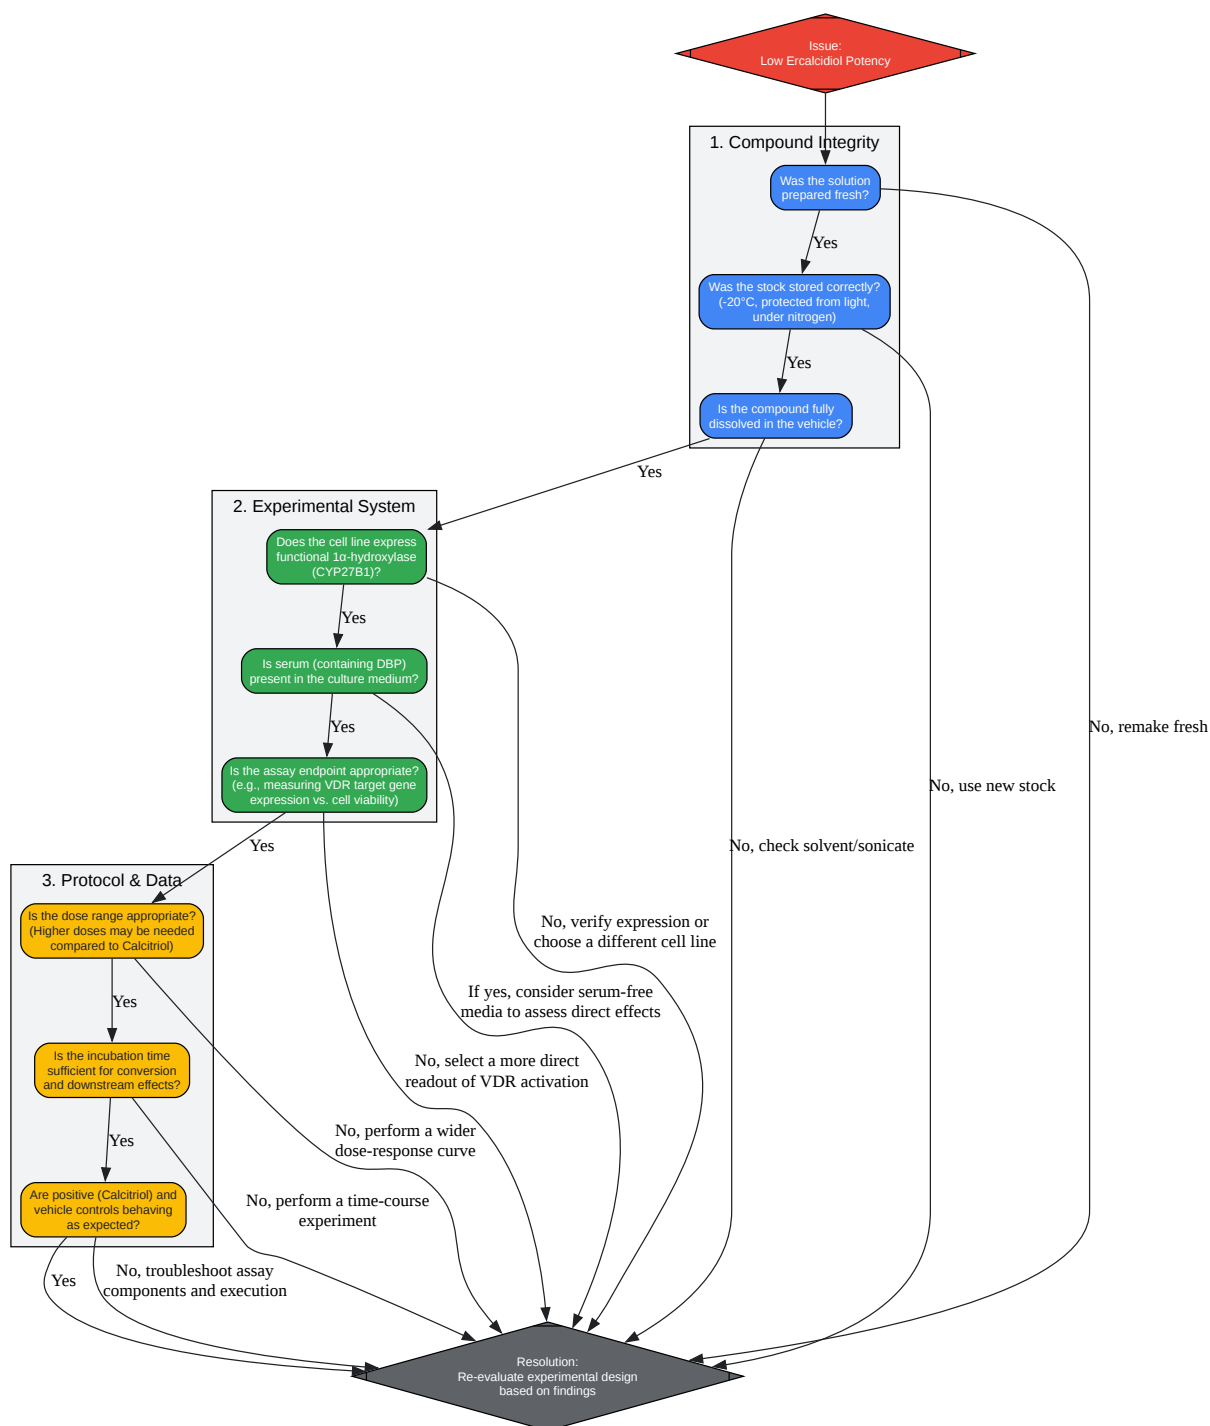 Issue:
Low Ercalcidiol Potency
1. Compound Integrity
Was the solution
prepared fresh?
Yes
Was the stock stored correctly?
(-20°C, protected from light,
under nitrogen)
Yes
Is the compound fully
dissolved in the vehicle?
Yes
2. Experimental System
Does the cell line express
functional 1α-hydroxylase
(CYP27B1)?
Yes
Is serum (containing DBP)
present in the culture medium?
Yes
Is the assay endpoint appropriate?
(e.g., measuring VDR target gene
expression vs. cell viability)
Yes
No, remake fresh
No, use new stock
No, check solvent/sonicate
3. Protocol & Data
Is the dose range appropriate?
(Higher doses may be needed
compared to Calcitriol)
Yes
No, verify expression or
choose a different cell line
If yes, consider serum-free
media to assess direct effects
Is the incubation time
sufficient for conversion
and downstream effects?
Yes
No, select a more direct
readout of VDR activation
No, perform a wider
dose-response curve
Are positive (Calcitriol) and
vehicle controls behaving
as expected?
No, perform a time-course
experiment
Yes
No, troubleshoot assay
components and execution
Resolution:
Re-evaluate experimental design
based on findings